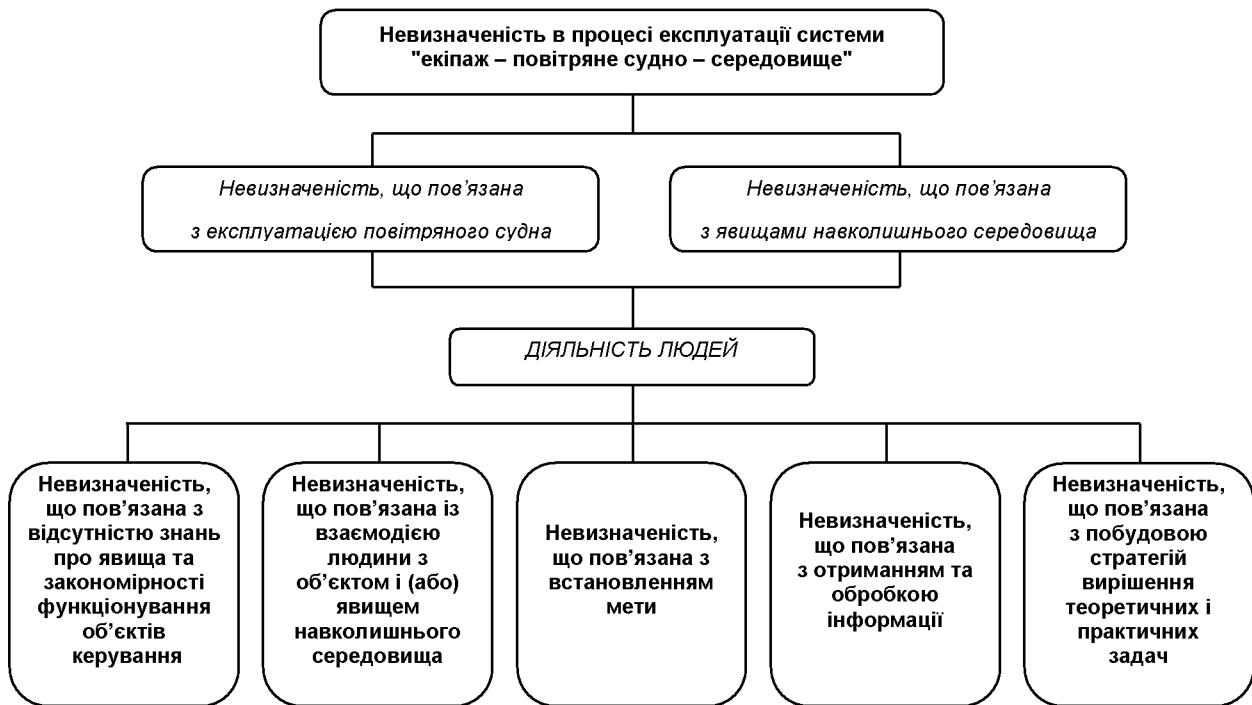 Невизначеність в процесі експлуатації системи
"екіпаж – повітряне судно – середовище"
Невизначеність, що пов’язана
з експлуатацією повітряного судна
Невизначеність, що пов’язана
з явищами навколишнього середовища
ДІЯЛЬНІСТЬ ЛЮДЕЙ
Невизначеність,
що пов’язана з
відсутністю знань
про явища та
закономірності
функціонування
об’єктів
керування
Невизначеність,
що пов’язана із
взаємодією
людини з
об’єктом і (або)
явищем
навколишнього
середовища
Невизначеність,
що пов’язана з
встановленням
мети
Невизначеність,
що пов’язана
з отриманням та
обробкою
інформації
Невизначеність,
що пов’язана
з побудовою
стратегій
вирішення
теоретичних і
практичних
задач